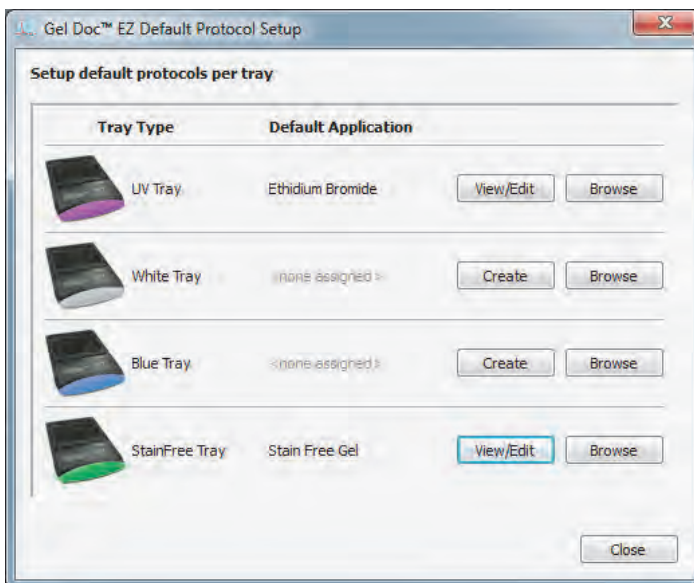 Gel Doc™ EZ Default Protocol Setup
Setup default protocols per tray
Tray Type Default Application
UV Tray Ethidium Bromide View/Edit Browse
White Tray <none assigned> Create Browse
Blue Tray <none assigned> Create Browse
StainFree Tray Stain Free Gel View/Edit Browse
Close